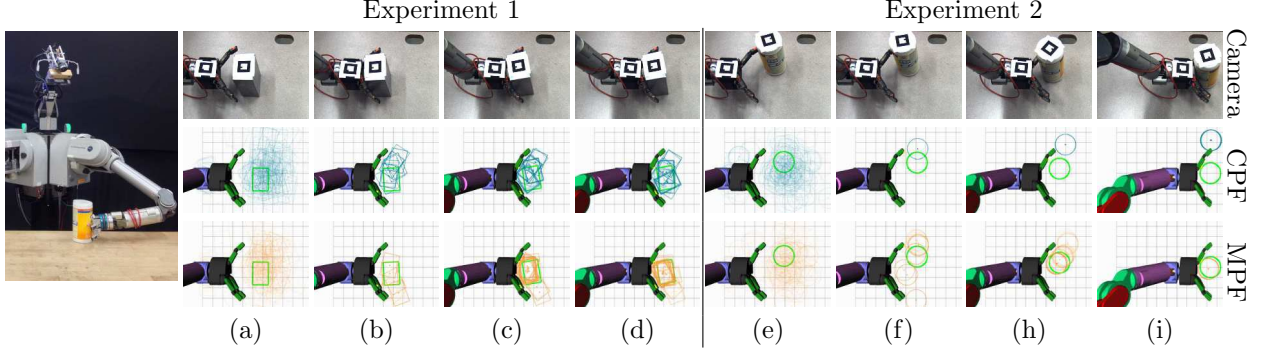 Experiment 1
Experiment 2
Camera
CPF
MPF
(a)
(b)
(c)
(d)
(e)
(f)
(h)
(i)